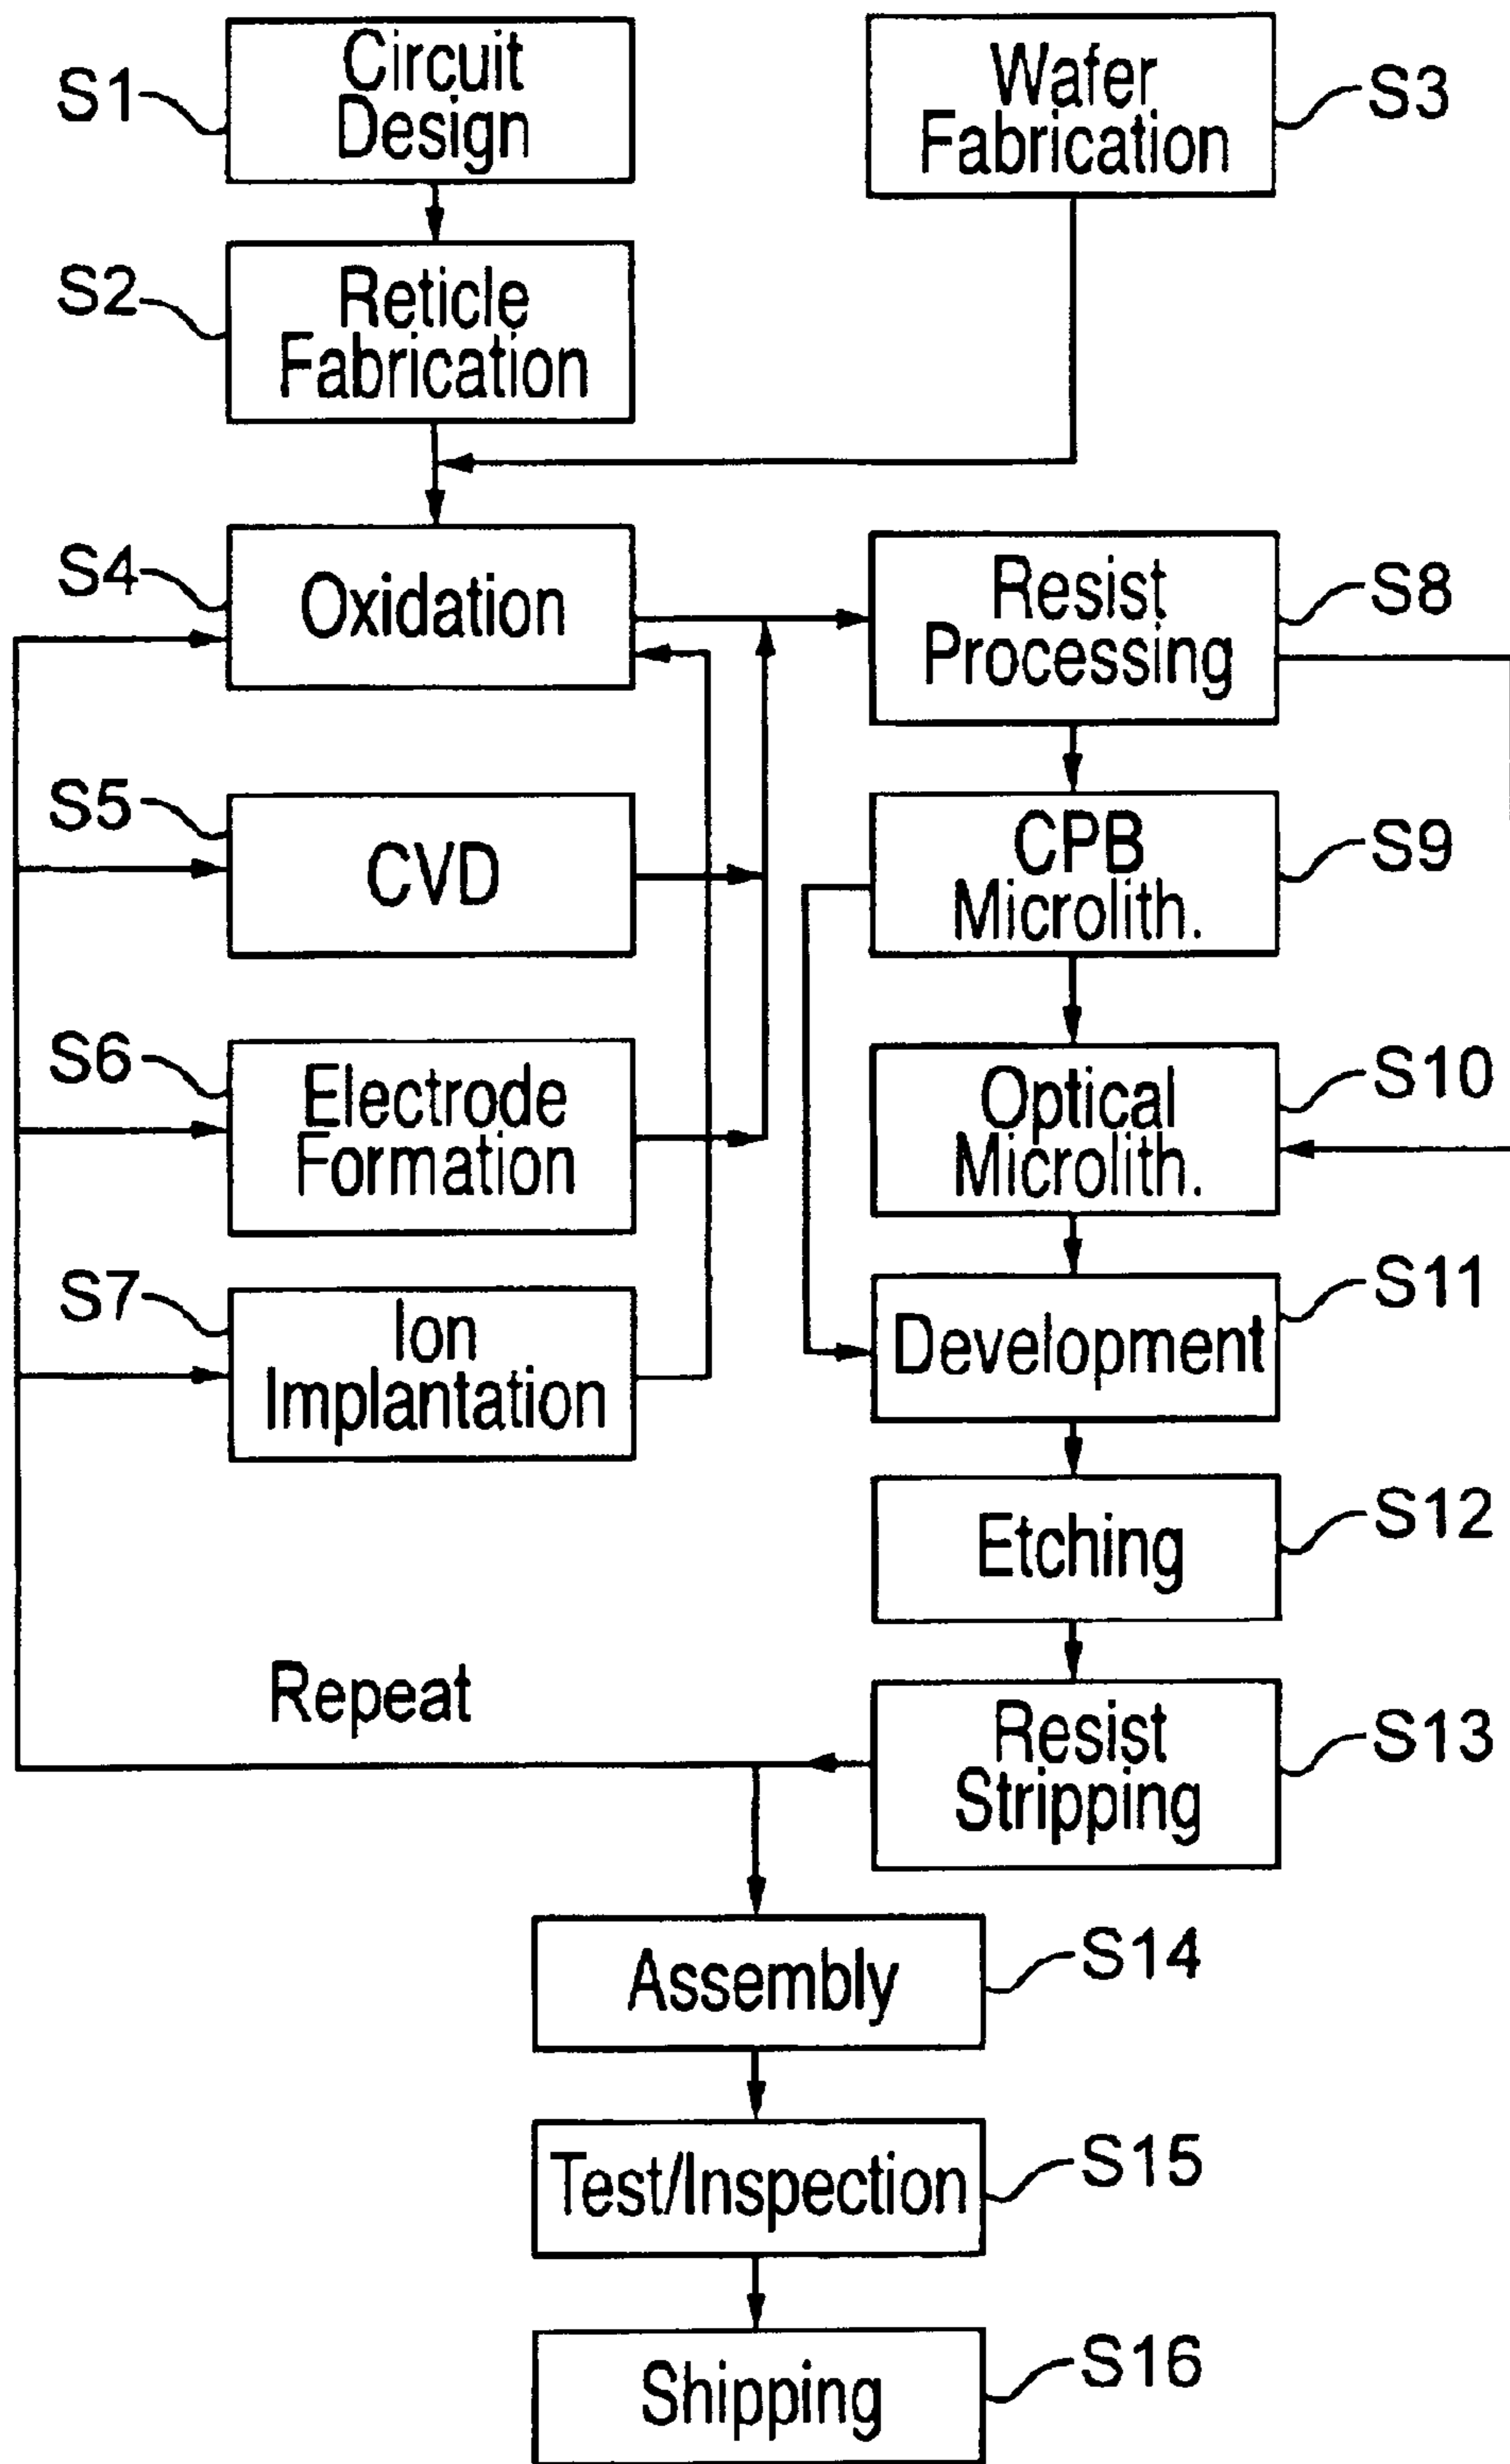 S1
Circuit
Design
Wafer
Fabrication
S3
S2
Reticle
Fabrication
S4
Oxidation
Resist
Processing
S8
S5
CVD
CPB
Microlith.
S9
S6
Electrode
Formation
Optical
Microlith.
S10
S7
Ion
Implantation
Development
S11
Etching
S12
Repeat
Resist
Stripping
S13
Assembly
S14
Test/Inspection
S15
Shipping
S16